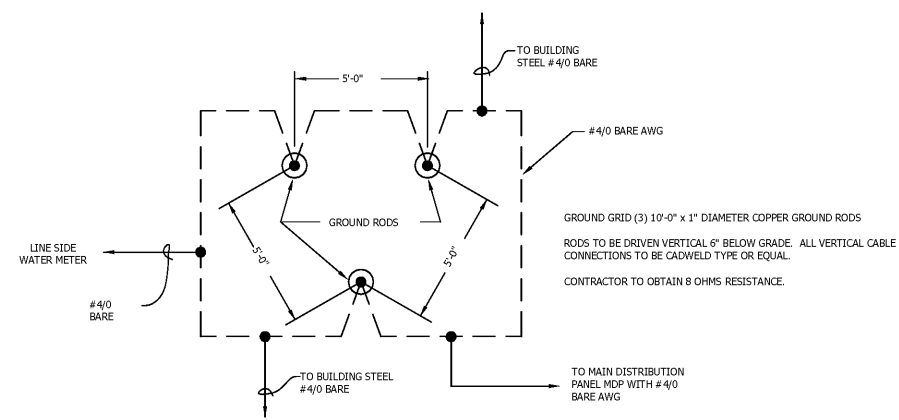 TO BUILDING
STEEL #4/0 BARE
5'-0"
#4/0 BARE AWG
GROUND RODS
GROUND GRID (3) 10'-0" x 1" DIAMETER COPPER GROUND RODS
RODS TO BE DRIVEN VERTICAL 6" BELOW GRADE.  ALL VERTICAL CABLE
CONNECTIONS TO BE CADWELD TYPE OR EQUAL.
CONTRACTOR TO OBTAIN 8 OHMS RESISTANCE.
LINE SIDE
WATER METER
5'-0"
5'-0"
#4/0
BARE
TO BUILDING STEEL
#4/0 BARE
TO MAIN DISTRIBUTION
PANEL MDP WITH #4/0
BARE AWG